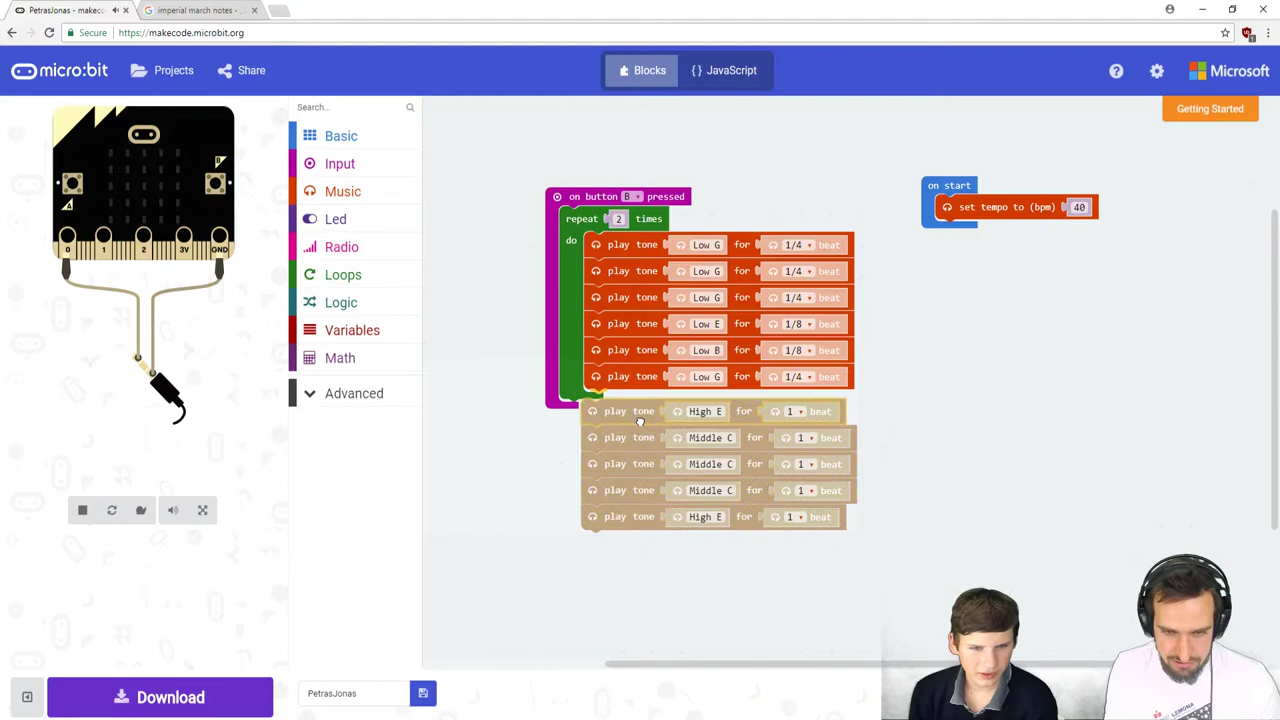 PetrasJonas - makeco
imperial march notes -
Secure
https://makecode.microbit.org
micro:bit
Projects
Share
Blocks
{} JavaScript
Microsoft
Getting Started
Search...
Basic
Input
Music
Led
Radio
Loops
Logic
Variables
Math
Advanced
A
B
0
1
2
3V
GND
on button B pressed
repeat 2 times
do
play tone Low G for 1/4 beat
play tone Low G for 1/4 beat
play tone Low G for 1/4 beat
play tone Low E for 1/8 beat
play tone Low B for 1/8 beat
play tone Low G for 1/4 beat
play tone High E for 1 beat
play tone Middle C for 1 beat
play tone Middle C for 1 beat
play tone Middle C for 1 beat
play tone High E for 1 beat
on start
set tempo to (bpm) 40
Download
PetrasJonas
LEMONA